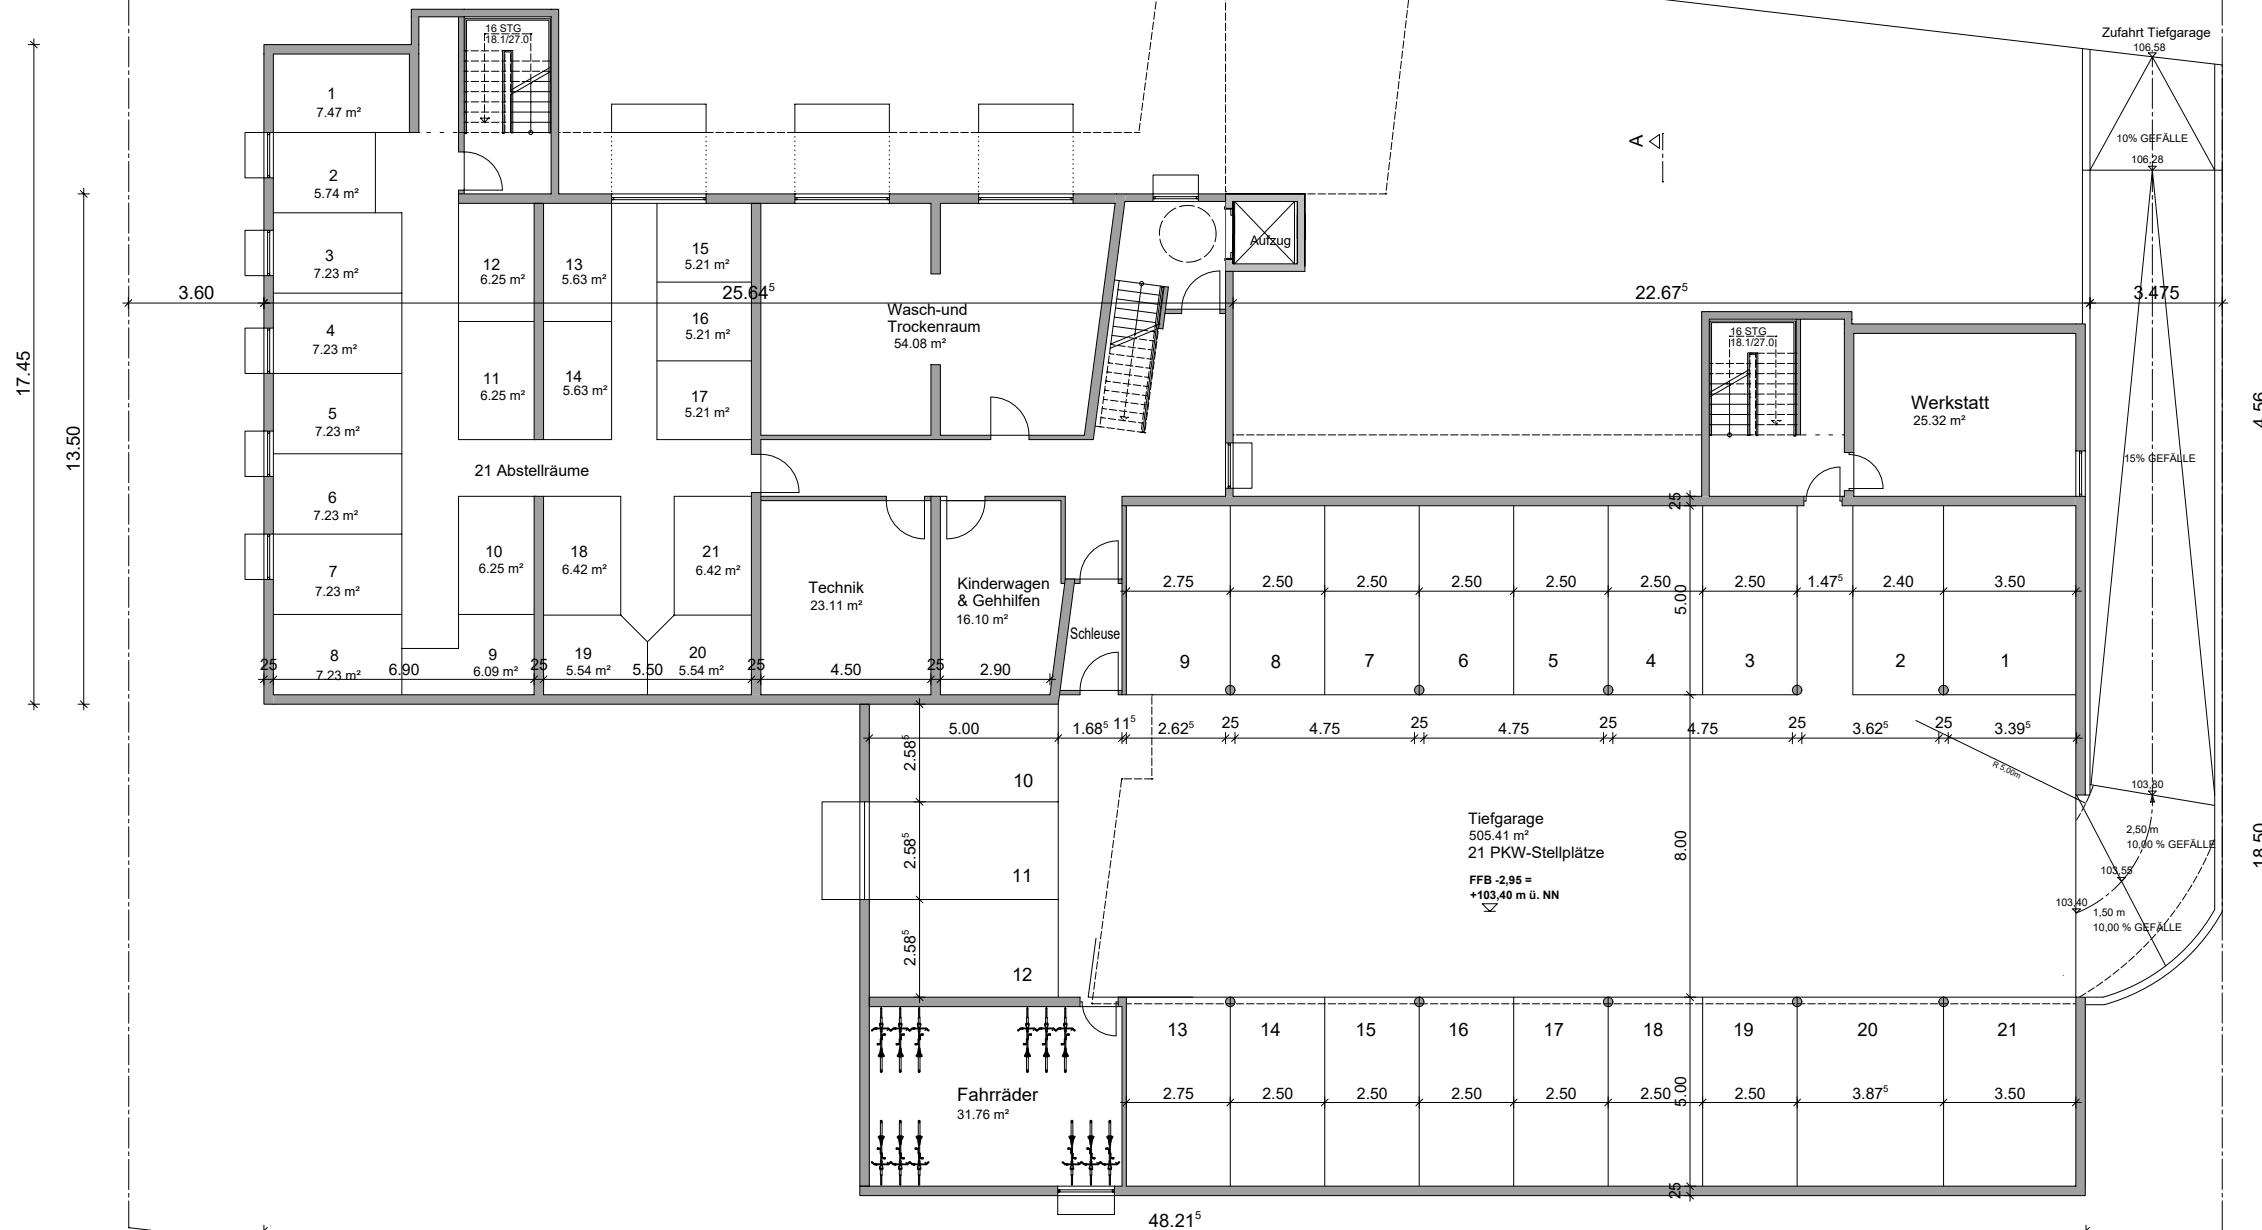 16 STG
18.1/27.0
Zufahrt Tiefgarage
106.58
1
7.47 m²
A
10% GEFÄLLE
106.28
2
5.74 m²
3
7.23 m²
12
6.25 m²
13
5.63 m²
15
5.21 m²
Aufzug
3.60
25.64⁵
22.67⁵
3.475
Wasch-und
Trockenraum
54.08 m²
16
5.21 m²
4
7.23 m²
16 STG
18.1/27.0
17.45
11
6.25 m²
14
5.63 m²
17
5.21 m²
5
7.23 m²
Werkstatt
25.32 m²
4.56
13.50
15% GEFÄLLE
21 Abstellräume
6
7.23 m²
25
10
6.25 m²
18
6.42 m²
21
6.42 m²
7
7.23 m²
Technik
23.11 m²
Kinderwagen
& Gehhilfen
16.10 m²
2.75
2.50
2.50
2.50
2.50
2.50
2.50
1.47⁵
2.40
3.50
5.00
Schleuse
8
7.23 m²
9
6.09 m²
19
5.54 m²
20
5.54 m²
25
6.90
25
5.50
25
4.50
25
2.90
9
8
7
6
5
4
3
2
1
5.00
1.68⁵
11⁵
2.62⁵
25
4.75
25
4.75
25
4.75
25
3.62⁵
25
3.39⁵
2.58⁵
10
R 5,00m
103,80
Tiefgarage
505.41 m²
21 PKW-Stellplätze
FFB -2,95 =
+103,40 m ü. NN
8.00
2,50 m
10,00 % GEFÄLLE
18.50
2.58⁵
11
103,55
103,40
1,50 m
10,00 % GEFÄLLE
2.58⁵
12
13
14
15
16
17
18
19
20
21
Fahrräder
31.76 m²
2.75
2.50
2.50
2.50
2.50
2.50
2.50
3.87⁵
3.50
5.00
25
48.21⁵